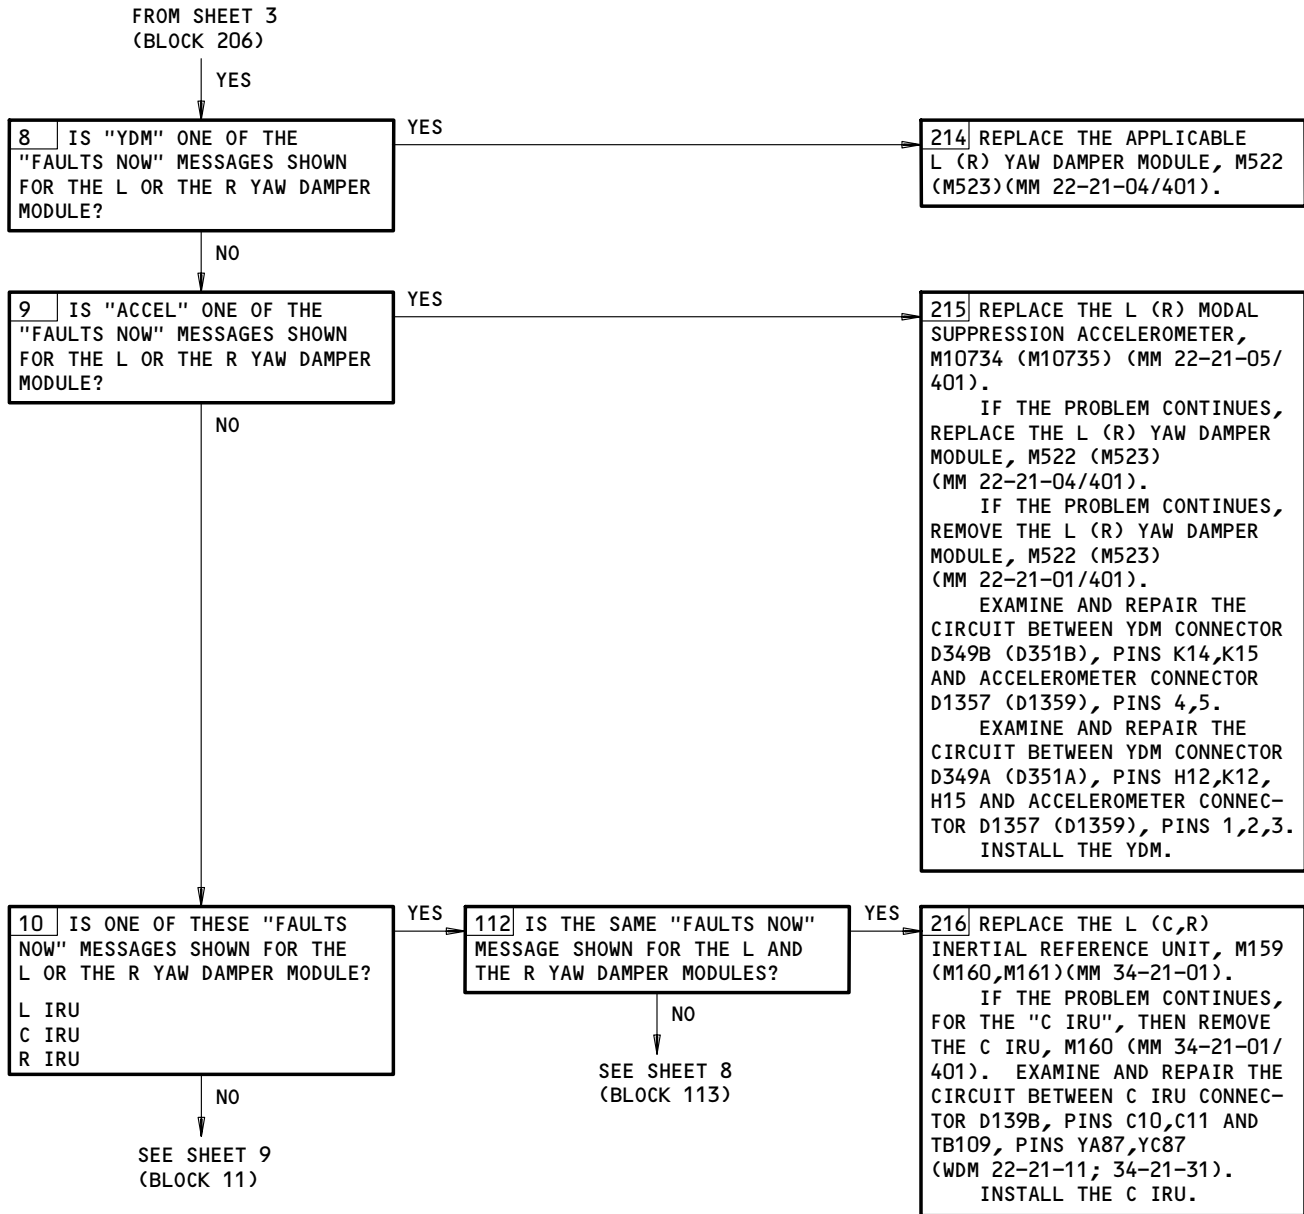 FROM SHEET 3
(BLOCK 206)
YES
8 IS "YDM" ONE OF THE
"FAULTS NOW" MESSAGES SHOWN
FOR THE L OR THE R YAW DAMPER
MODULE?
YES
214 REPLACE THE APPLICABLE
L (R) YAW DAMPER MODULE, M522
(M523)(MM 22-21-04/401).
NO
9 IS "ACCEL" ONE OF THE
"FAULTS NOW" MESSAGES SHOWN
FOR THE L OR THE R YAW DAMPER
MODULE?
YES
215 REPLACE THE L (R) MODAL
SUPPRESSION ACCELEROMETER,
M10734 (M10735) (MM 22-21-05/
401).
IF THE PROBLEM CONTINUES,
REPLACE THE L (R) YAW DAMPER
MODULE, M522 (M523)
(MM 22-21-04/401).
IF THE PROBLEM CONTINUES,
REMOVE THE L (R) YAW DAMPER
MODULE, M522 (M523)
(MM 22-21-01/401).
EXAMINE AND REPAIR THE
CIRCUIT BETWEEN YDM CONNECTOR
D349B (D351B), PINS K14,K15
AND ACCELEROMETER CONNECTOR
D1357 (D1359), PINS 4,5.
EXAMINE AND REPAIR THE
CIRCUIT BETWEEN YDM CONNECTOR
D349A (D351A), PINS H12,K12,
H15 AND ACCELEROMETER CONNEC-
TOR D1357 (D1359), PINS 1,2,3.
INSTALL THE YDM.
NO
10 IS ONE OF THESE "FAULTS
NOW" MESSAGES SHOWN FOR THE
L OR THE R YAW DAMPER MODULE?
L IRU
C IRU
R IRU
YES
112 IS THE SAME "FAULTS NOW"
MESSAGE SHOWN FOR THE L AND
THE R YAW DAMPER MODULES?
YES
216 REPLACE THE L (C,R)
INERTIAL REFERENCE UNIT, M159
(M160,M161)(MM 34-21-01).
IF THE PROBLEM CONTINUES,
FOR THE "C IRU", THEN REMOVE
THE C IRU, M160 (MM 34-21-01/
401). EXAMINE AND REPAIR THE
CIRCUIT BETWEEN C IRU CONNEC-
TOR D139B, PINS C10,C11 AND
TB109, PINS YA87,YC87
(WDM 22-21-11; 34-21-31).
INSTALL THE C IRU.
NO
SEE SHEET 8
(BLOCK 113)
NO
SEE SHEET 9
(BLOCK 11)